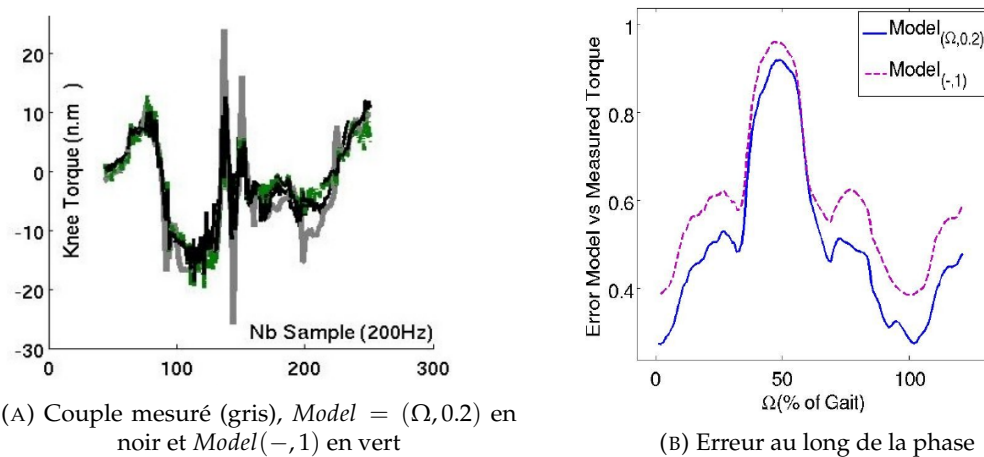 20
10
0
-10
-20
-30
Knee Torque (n.m)
Nb Sample (200Hz)
100
200
300
(A) Couple mesuré (gris), Model = (Ω, 0.2) en
noir et Model(−, 1) en vert
1
0.8
0.6
0.4
Error Model vs Measured Torque
Model(Ω,0.2)
Model(-,1)
0
50
100
Ω(% of Gait)
(B) Erreur au long de la phase